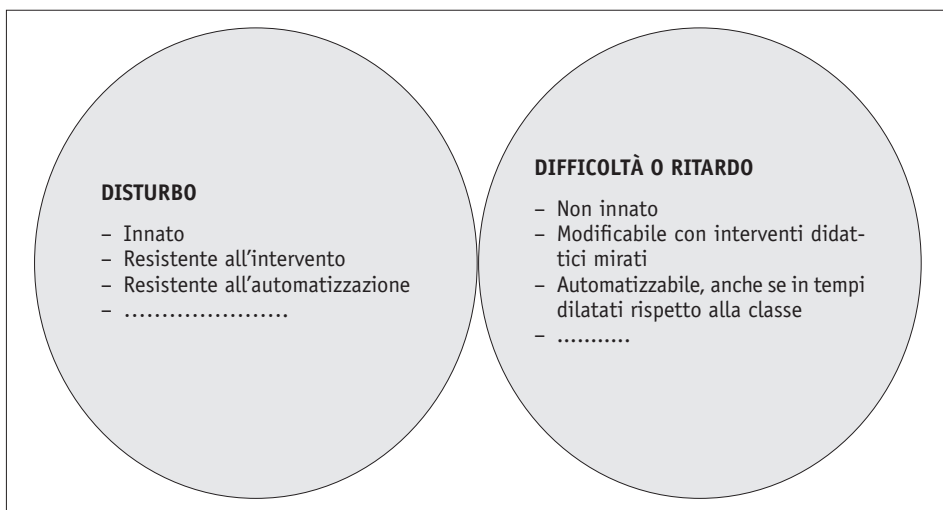 DISTURBO
– Innato
– Resistente all’intervento
– Resistente all’automatizzazione
– ......................
DIFFICOLTÀ O RITARDO
– Non innato
– Modificabile con interventi didat-
tici mirati
– Automatizzabile, anche se in tempi
dilatati rispetto alla classe
– ...........